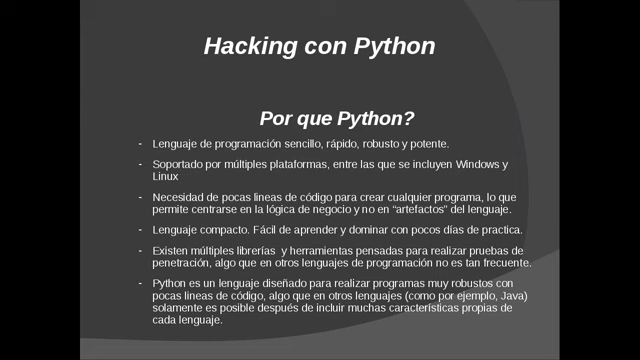 Hacking con Python
Por que Python?
- Lenguaje de programación sencillo, rápido, robusto y potente.
- Soportado por múltiples plataformas, entre las que se incluyen Windows y
Linux
- Necesidad de pocas lineas de código para crear cualquier programa, lo que
permite centrarse en la lógica de negocio y no en “artefactos” del lenguaje.
- Lenguaje compacto. Fácil de aprender y dominar con pocos días de practica.
- Existen múltiples librerías y herramientas pensadas para realizar pruebas de
penetración, algo que en otros lenguajes de programación no es tan frecuente.
- Python es un lenguaje diseñado para realizar programas muy robustos con
pocas lineas de código, algo que en otros lenguajes (como por ejemplo, Java)
solamente es posible después de incluir muchas características propias de
cada lenguaje.